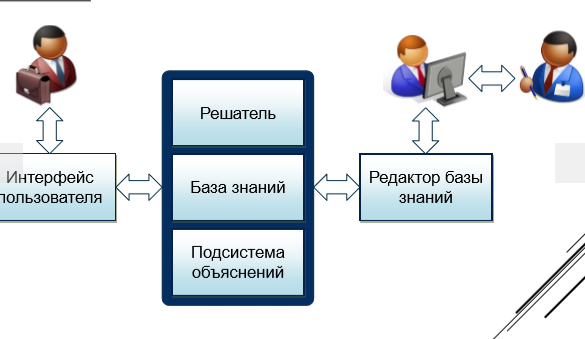 Решатель
Интерфейс
пользователя
База знаний
Редактор базы
знаний
Подсистема
объяснений